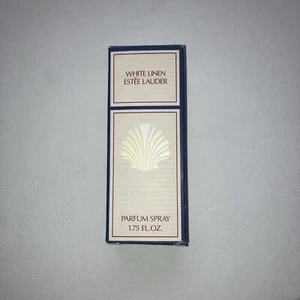 WHITE LINEN
ESTĒE LAUDER
PARFUM SPRAY
1.75 FL.OZ.